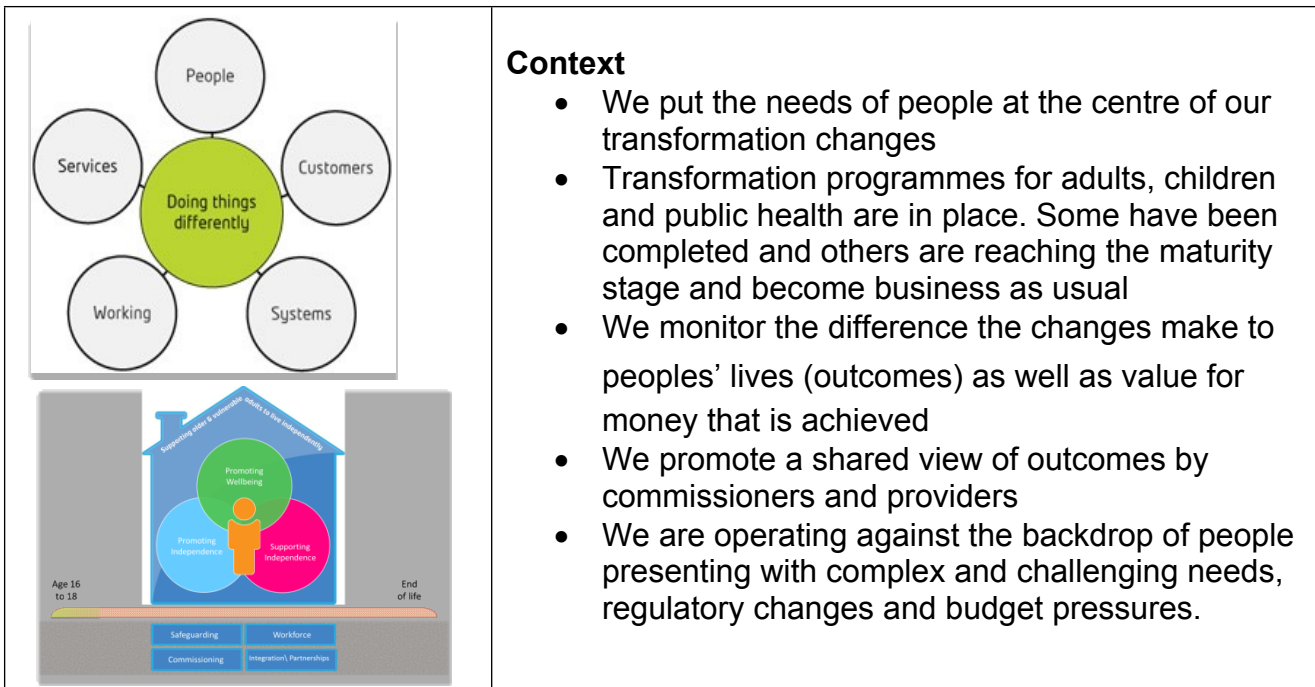 People
Services
Customers
Doing things
differently
Working
Systems
Supporting older & vulnerable adults to live independently
Promoting
Wellbeing
Promoting
Independence
Supporting
Independence
Age 16
to 18
End
of life
Safeguarding
Workforce
Commissioning
Integration\ Partnerships
Context
• We put the needs of people at the centre of our
transformation changes
• Transformation programmes for adults, children
and public health are in place. Some have been
completed and others are reaching the maturity
stage and become business as usual
• We monitor the difference the changes make to
peoples’ lives (outcomes) as well as value for
money that is achieved
• We promote a shared view of outcomes by
commissioners and providers
• We are operating against the backdrop of people
presenting with complex and challenging needs,
regulatory changes and budget pressures.